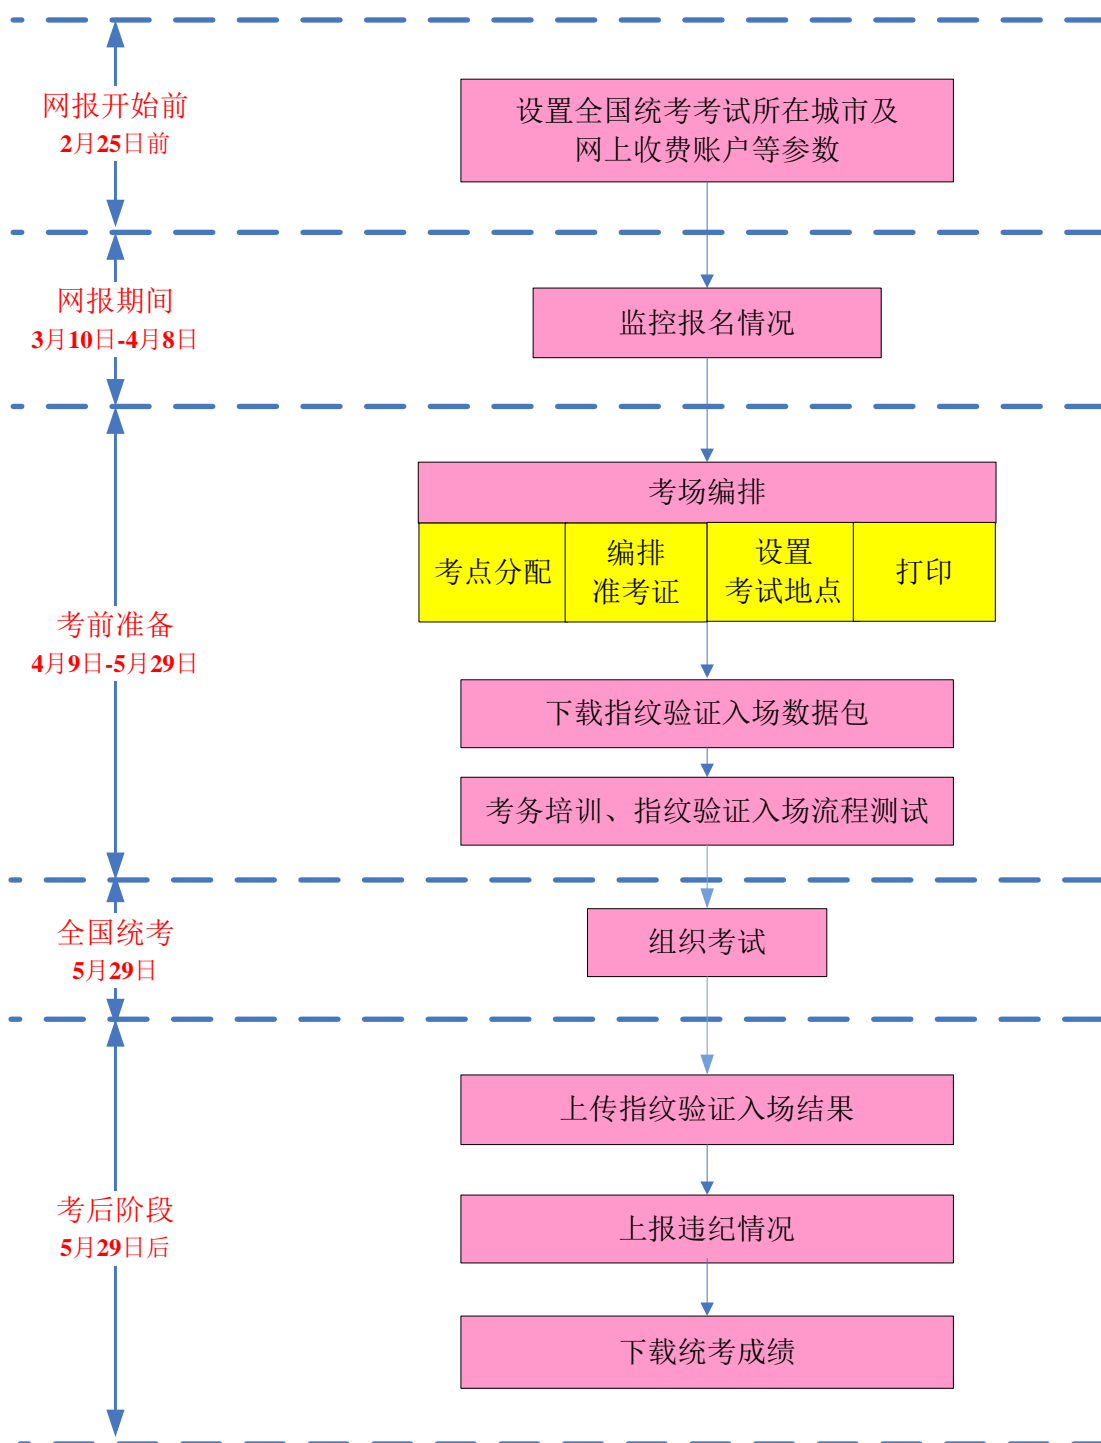 网报开始前
2月25日前
设置全国统考考试所在城市及
网上收费账户等参数
网报期间
3月10日-4月8日
监控报名情况
考前准备
4月9日-5月29日
考场编排
考点分配
编排
准考证
设置
考试地点
打印
下载指纹验证入场数据包
考务培训、指纹验证入场流程测试
全国统考
5月29日
组织考试
考后阶段
5月29日后
上传指纹验证入场结果
上报违纪情况
下载统考成绩